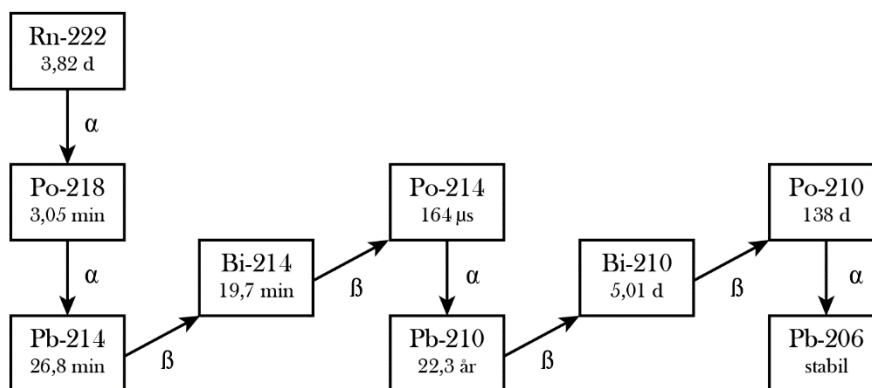 Rn-222
3,82 d
α
Po-218
3,05 min
α
Pb-214
26,8 min
ß
Bi-214
19,7 min
ß
Po-214
164 µs
α
Pb-210
22,3 år
ß
Bi-210
5,01 d
ß
Po-210
138 d
α
Pb-206
stabil